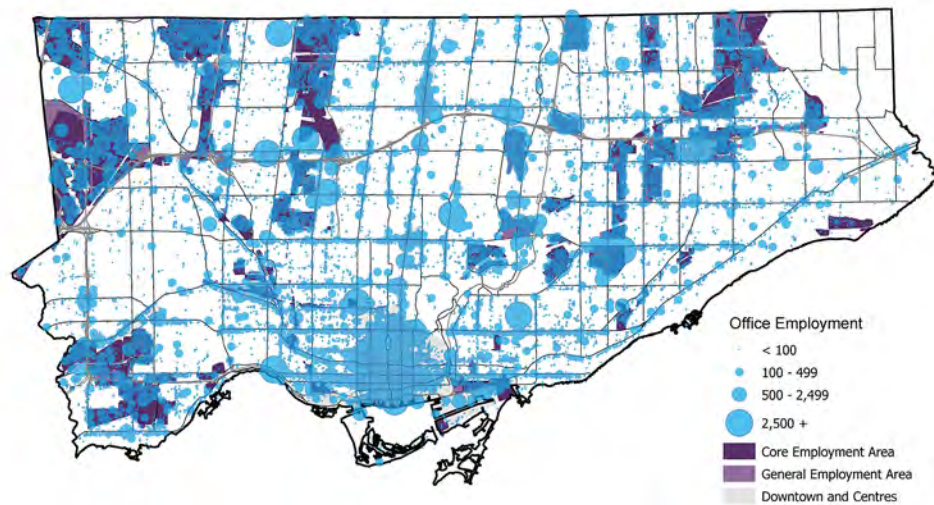 Office Employment
< 100
100 - 499
500 - 2,499
2,500 +
Core Employment Area
General Employment Area
Downtown and Centres